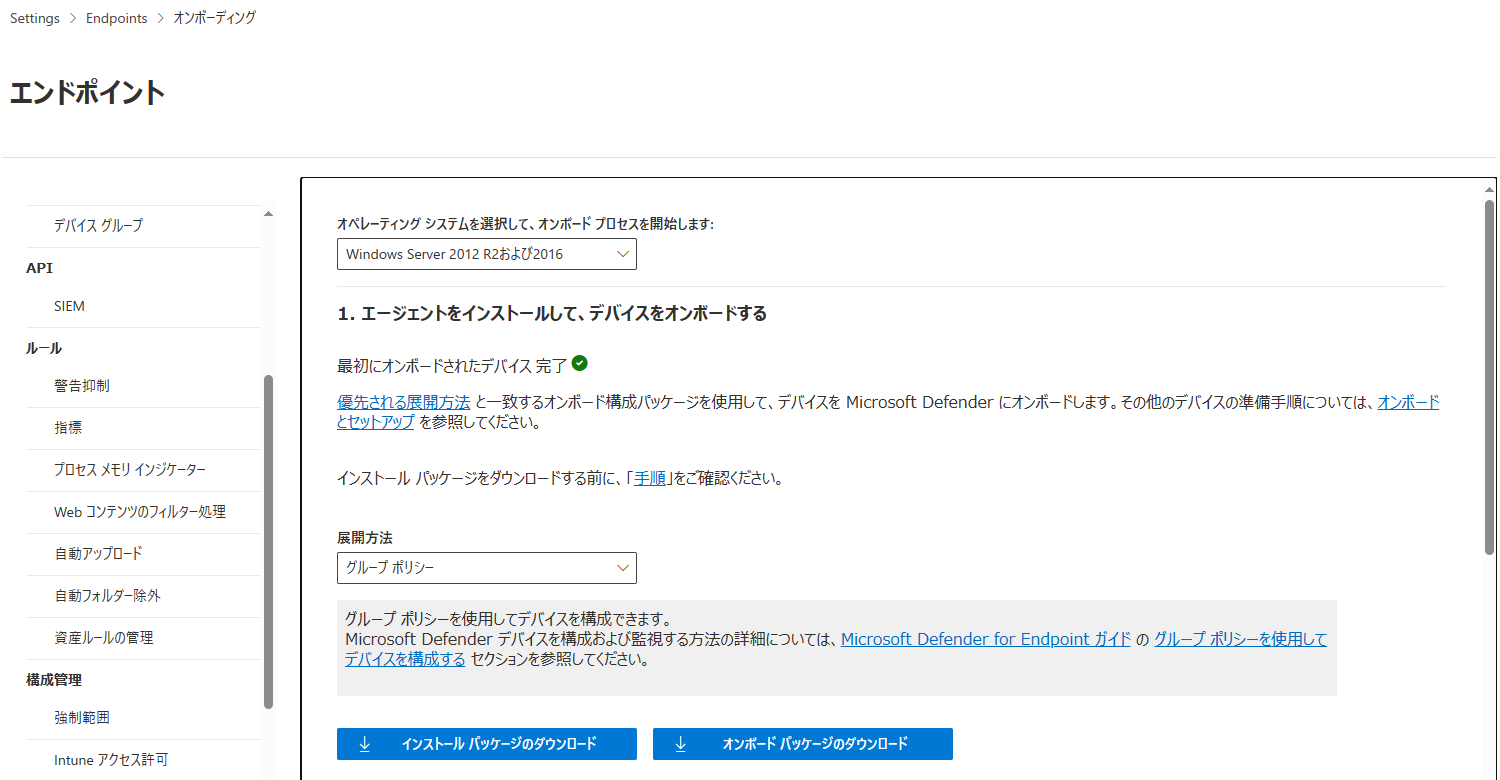 Settings > Endpoints > オンボーディング
エンドポイント
デバイス グループ
API
SIEM
ルール
警告抑制
指標
プロセス メモリ インジケーター
Web コンテンツのフィルター処理
自動アップロード
自動フォルダー除外
資産ルールの管理
構成管理
強制範囲
Intune アクセス許可
オペレーティング システムを選択して、オンボード プロセスを開始します:
Windows Server 2012 R2および2016
1. エージェントをインストールして、デバイスをオンボードする
最初にオンボードされたデバイス 完了
優先される展開方法 と一致するオンボード構成パッケージを使用して、デバイスを Microsoft Defender にオンボードします。その他のデバイスの準備手順については、オンボード
とセットアップ を参照してください。
インストール パッケージをダウンロードする前に、「手順」をご確認ください。
展開方法
グループ ポリシー
グループ ポリシーを使用してデバイスを構成できます。
Microsoft Defender デバイスを構成および監視する方法の詳細については、Microsoft Defender for Endpoint ガイド の グループ ポリシーを使用して
デバイスを構成する セクションを参照してください。
インストール パッケージのダウンロード
オンボード パッケージのダウンロード